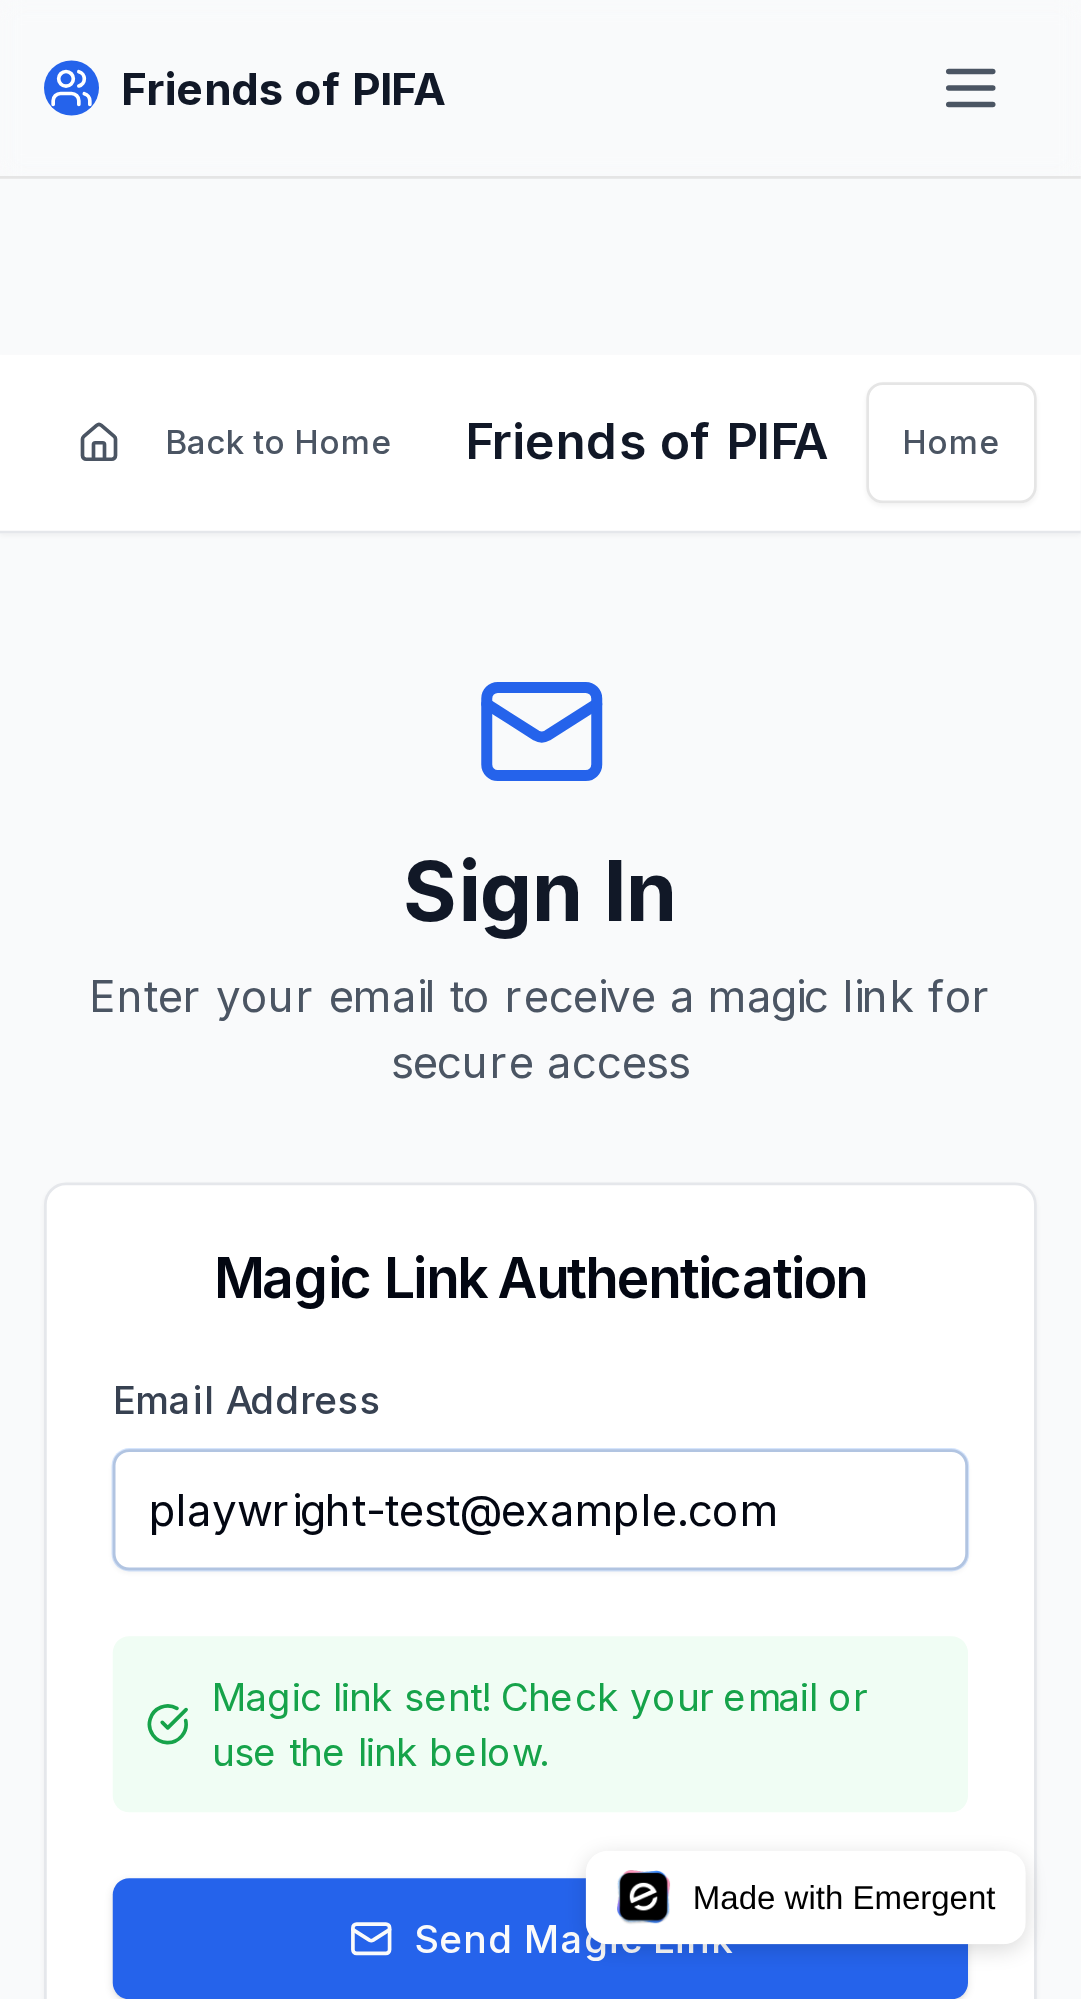 Friends of PIFA
Back to Home
Friends of PIFA
Home
Sign In
Enter your email to receive a magic link for
secure access
Magic Link Authentication
Email Address
playwright-test@example.com
Magic link sent! Check your email or
use the link below.
Send Magic Link
Made with Emergent